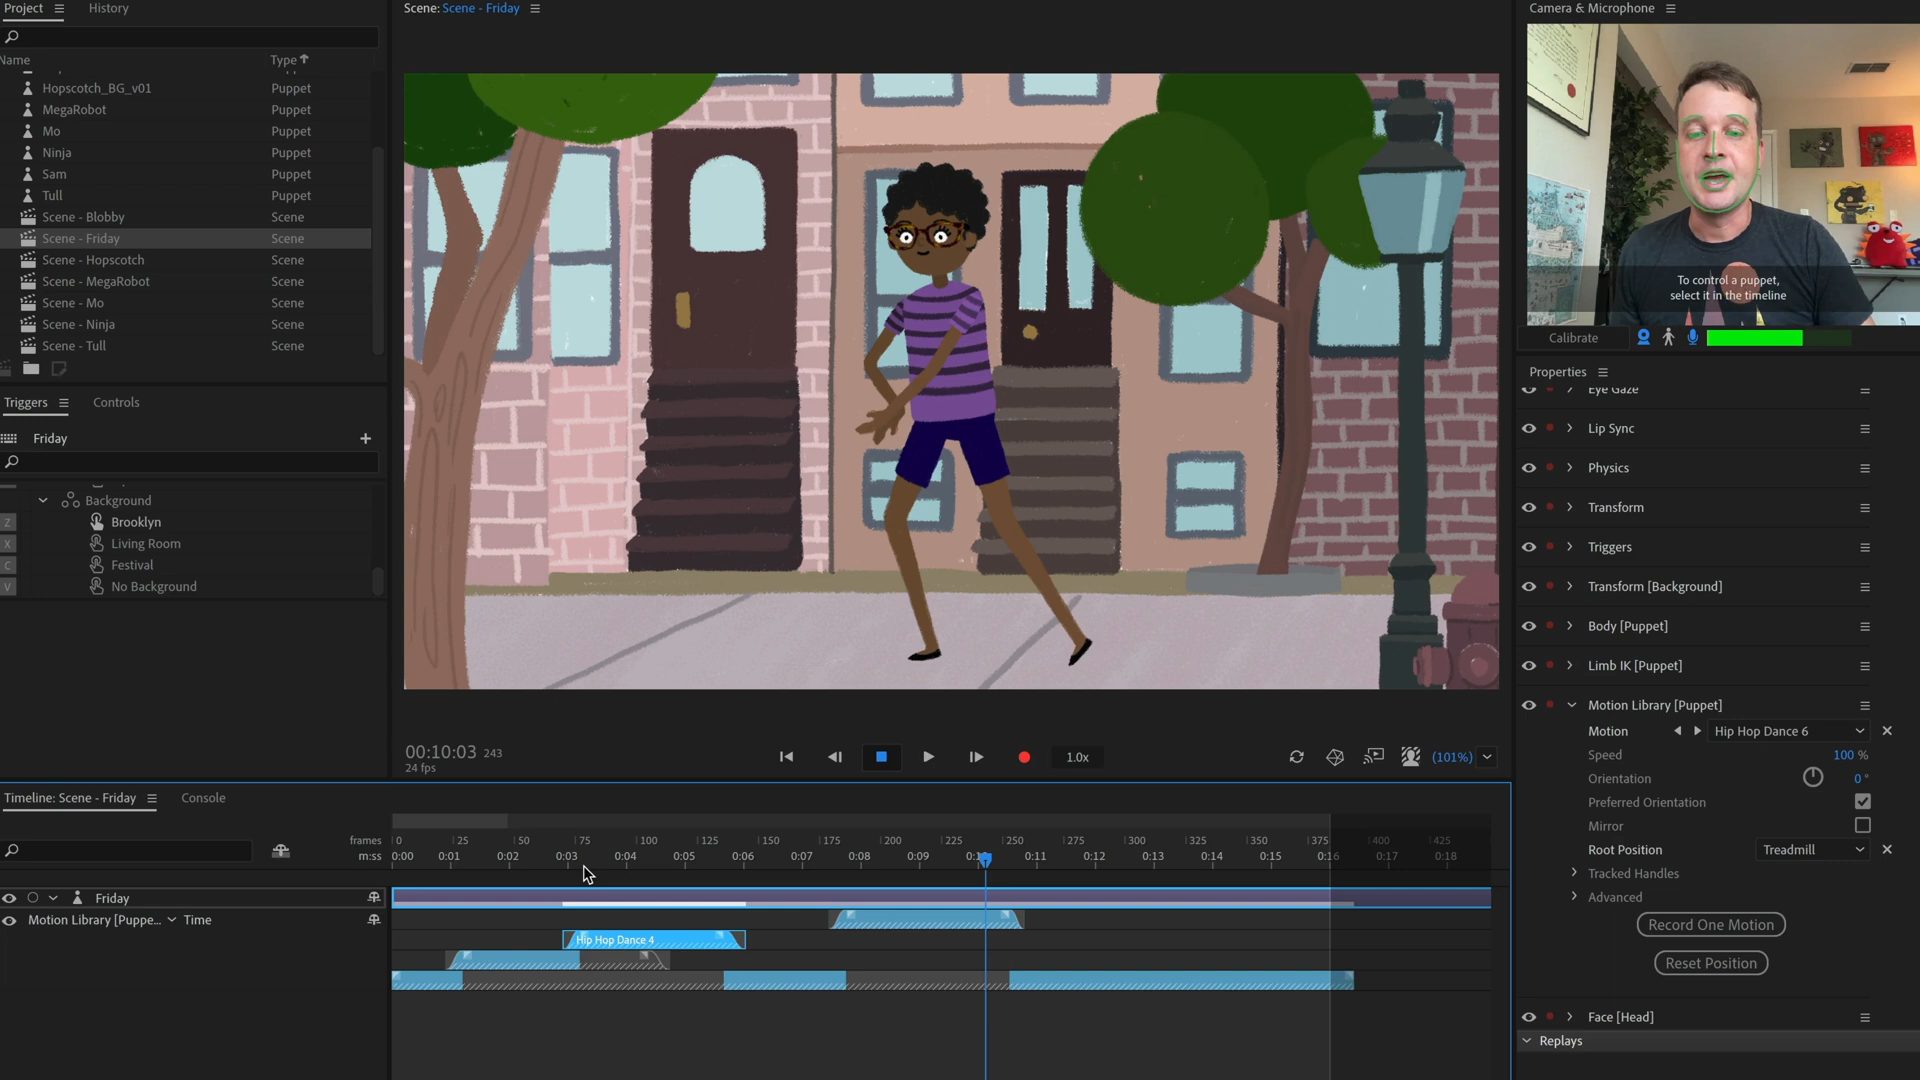 Project
History
Name
Type
Hopscotch_BG_v01 Puppet
MegaRobot Puppet
Mo Puppet
Ninja Puppet
Sam Puppet
Tull Puppet
Scene - Blobby Scene
Scene - Friday Scene
Scene - Hopscotch Scene
Scene - MegaRobot Scene
Scene - Mo Scene
Scene - Ninja Scene
Scene - Tull Scene
Triggers
Controls
Friday
+
Background
Z Brooklyn
X Living Room
C Festival
V No Background
Scene: Scene - Friday
00:10:03 243
24 fps
1.0x
(101%)
Camera & Microphone
To control a puppet,
select it in the timeline
Calibrate
Properties
Eye Gaze
Lip Sync
Physics
Transform
Triggers
Transform [Background]
Body [Puppet]
Limb IK [Puppet]
Motion Library [Puppet]
Motion Hip Hop Dance 6
Speed 100 %
Orientation 0 °
Preferred Orientation
Mirror
Root Position Treadmill
Tracked Handles
Advanced
Record One Motion
Reset Position
Face [Head]
Replays
Timeline: Scene - Friday
Console
frames 0 25 50 75 100 125 150 175 200 225 250 275 300 325 350 375 400 425
m:ss 0:00 0:01 0:02 0:03 0:04 0:05 0:06 0:07 0:08 0:09 0:11 0:12 0:13 0:14 0:15 0:16 0:17 0:18
Friday
Motion Library [Puppe... Time
Hip Hop Dance 4